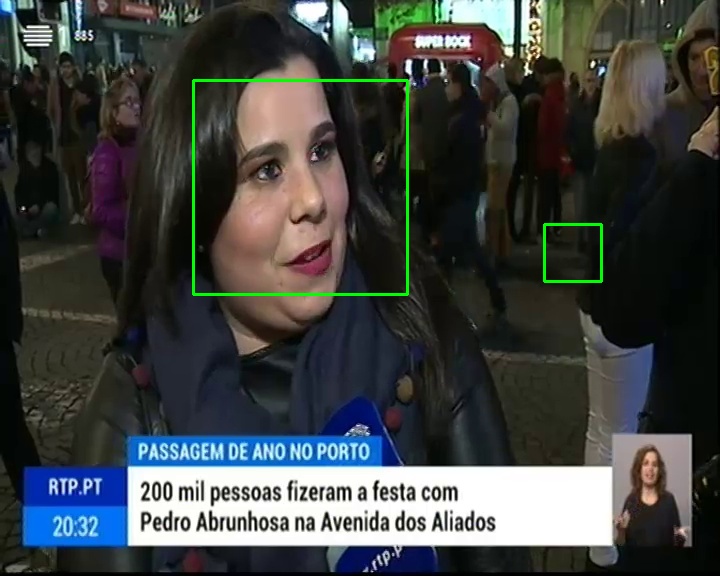 885
SUPER BOCK
PASSAGEM DE ANO NO PORTO
RTP.PT
200 mil pessoas fizeram a festa com
20:32
Pedro Abrunhosa na Avenida dos Aliados
.rtp.p